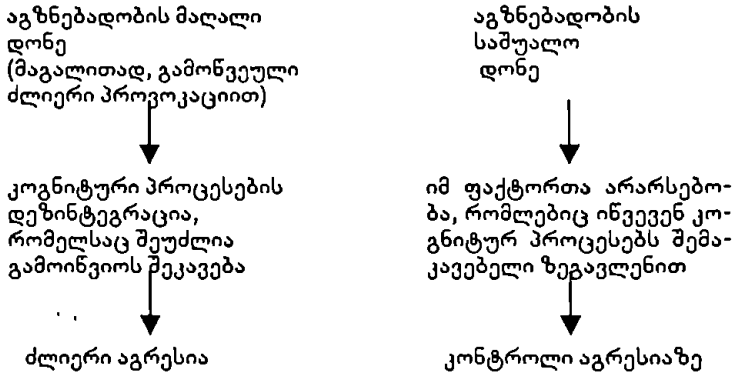 აგზნებადობის მაღალი
დონე
(მაგალითად, გამოწვეული
ძლიერი პროვოკაციით)
კოგნიტური პროცესების
დეზინტეგრაცია,
რომელსაც შეუძლია
გამოიწვიოს შეკავება
ძლიერი აგრესია
აგზნებადობის
საშუალო
დონე
იმ ფაქტორთა არარსებო-
ბა, რომლებიც იწვევენ კო-
გნიტურ პროცესებს შემა-
კავებელი ზეგავლენით
კონტროლი აგრესიაზე